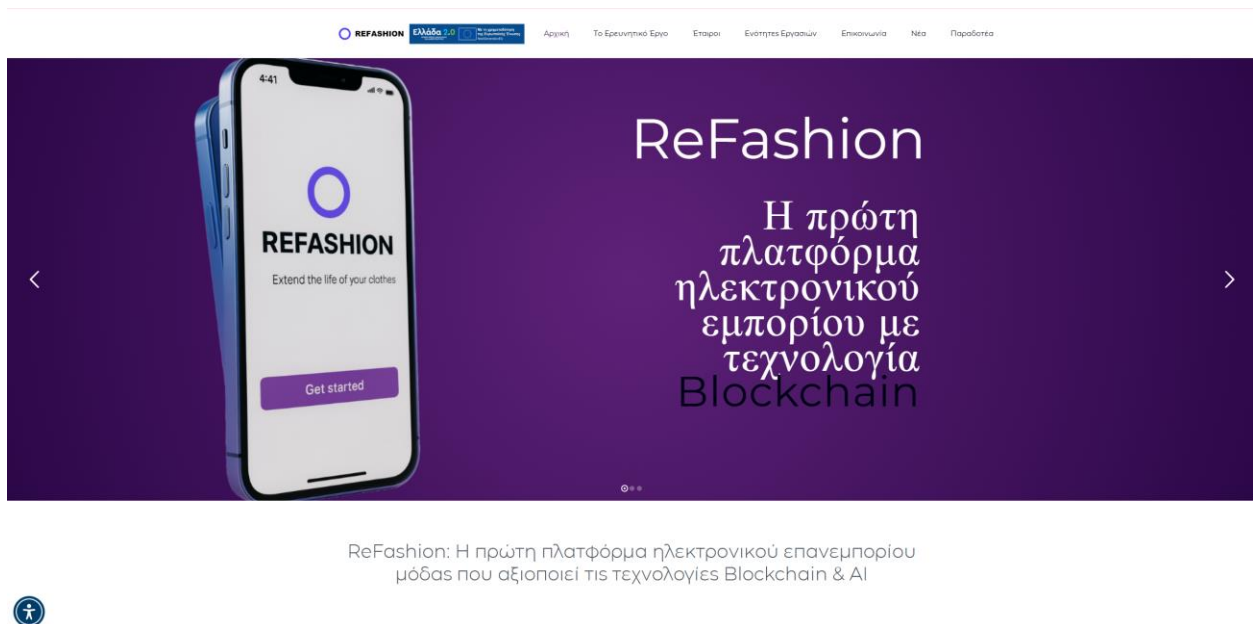 REFASHION
Ελλάδα 2.0
Αρχική
Το Ερευνητικό Έργο
Εταίροι
Ενότητες Εργασιών
Επικοινωνία
Νέα
Παραδοτέα
4:41
REFASHION
Extend the life of your clothes
Get started
ReFashion
Η πρώτη
πλατφόρμα
ηλεκτρονικού
εμπορίου με
τεχνολογία
Blockchain
ReFashion: Η πρώτη πλατφόρμα ηλεκτρονικού επανεμπορίου
μόδας που αξιοποιεί τις τεχνολογίες Blockchain & AI